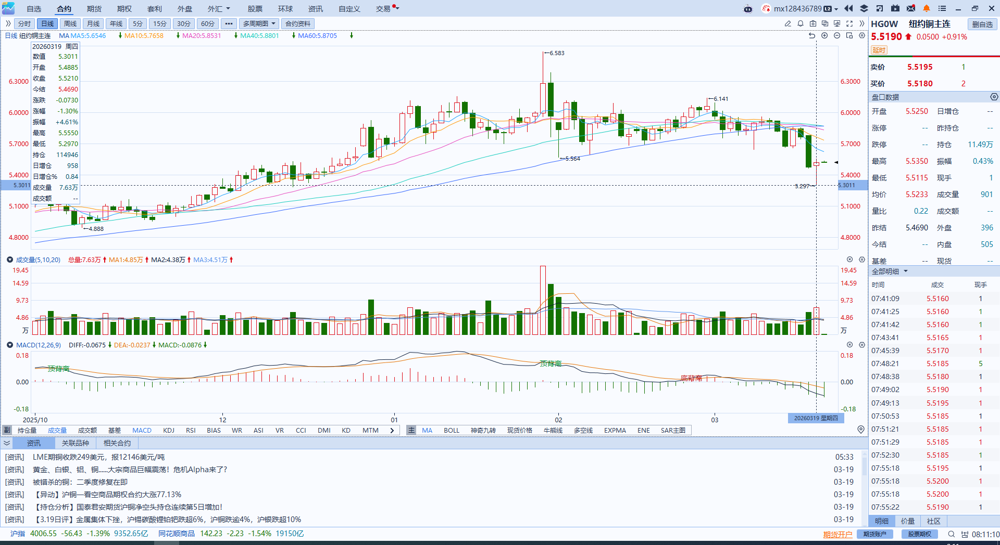 自选 合约 期货 期权 套利 外盘 外汇 股票 环球 资讯 自定义 交易 mx128436789 L2
分时 日线 周线 月线 年线 5分 15分 30分 60分 ••• 多周期图 合约资料
日线 纽约铜主连 MA MA5:5.6546 MA10:5.7658 MA20:5.8531 MA40:5.8801 MA60:5.8705
20260319 周四
数值 5.3011
开盘 5.4885
收盘 5.5210
今结 5.4690
涨跌 -0.0730
涨幅 -1.30%
振幅 +4.61%
最高 5.5550
最低 5.2970
持仓 114946
日增仓 958
日增仓% 0.84
成交量 7.63万
成交额 --
6.3000
6.0000
5.7000
5.4000
5.3011
5.1000
4.8000
6.583
6.141
5.564
5.297
4.888
6.3000
6.0000
5.7000
5.4000
5.3011
5.1000
4.8000
成交量(5,10,20) 总量:7.63万 MA1:4.85万 MA2:4.38万 MA3:4.51万
19.45 19.45
14.59 14.59
9.73 9.73
4.86 4.86
万 万
MACD(12,26,9) DIFF:-0.0675 DEA:-0.0237 MACD:-0.0876
0.18 0.18
顶背离 顶背离 底背离
0.00 0.00
-0.18 -0.18
2025/10 12 01 02 03 20260319 星期四
副 持仓量 成交量 成交额 基差 MACD KDJ RSI BIAS WR ASI VR CCI DMI KD MTM 主 MA BOLL 神奇九转 现货价格 牛熊线 多空线 EXPMA ENE SAR主图
资讯 关联品种 相关合约
[资讯] LME期铜收跌249美元，报12146美元/吨 05:33
[资讯] 黄金、白银、铝、铜......大宗商品巨幅震荡！危机Alpha来了? 03-19
[资讯] 被错杀的铜：二季度修复在即 03-19
[资讯] 【异动】沪铜一看空商品期权合约大涨77.13% 03-19
[资讯] 【持仓分析】国泰君安期货沪铜净空头持仓连续第5日增加！ 03-19
[资讯] 【3.19日评】金属集体下挫，沪锡碳酸锂铂钯跌超6%，沪铜跌逾4%，沪银跌超10% 03-19
沪指 4006.55 -56.43 -1.39% 9352.65亿 同花顺商品 142.23 -2.23 -1.54% 19150亿
期货开户 期货账户 股票期权 08:11:10
HG0W 纽约铜主连 删自选
5.5190 0.0500 +0.91%
延时
卖价 5.5195 1
买价 5.5180 2
盘口数据
开盘 5.5250 日增仓 --
涨停 -- 昨持仓 --
跌停 -- 持仓 11.49万
最高 5.5350 振幅 0.43%
最低 5.5115 现手 1
均价 5.5233 成交量 901
量比 0.22 成交额 --
昨结 5.4690 外盘 396
今结 -- 内盘 505
基差 -- 现货 --
全部明细
时间 成交 现手
07:41:09 5.5160 1
07:41:25 5.5160 1
07:41:42 5.5160 1
07:43:41 5.5165 1
07:45:39 5.5170 1
07:48:21 5.5185 5
07:48:38 5.5180 1
07:49:02 5.5190 1
07:49:13 5.5195 1
07:50:53 5.5185 1
07:51:21 5.5185 1
07:51:29 5.5185 1
07:52:30 5.5185 1
07:55:18 5.5195 1
07:55:18 5.5200 1
07:55:18 5.5200 1
07:55:22 5.5190 1
明细 价量 社区